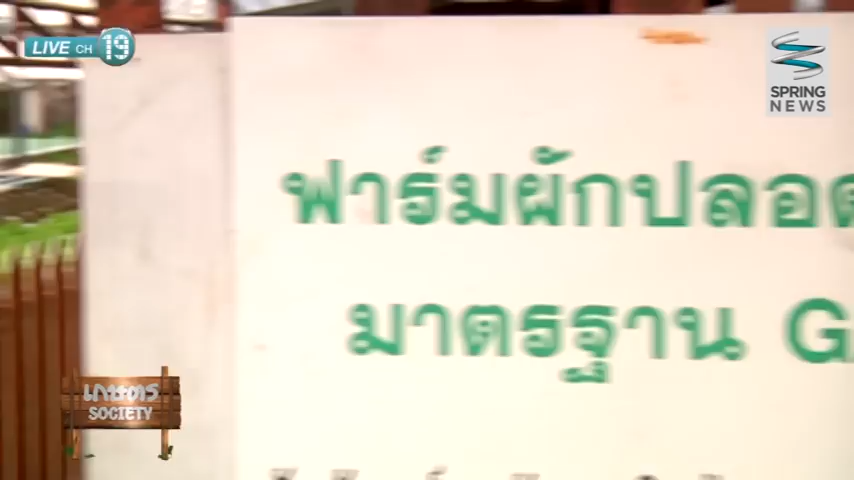 LIVE CH 19
SPRING
NEWS
ฟาร์มผักปลอด
มาตรฐาน GA
เกษตร
SOCIETY